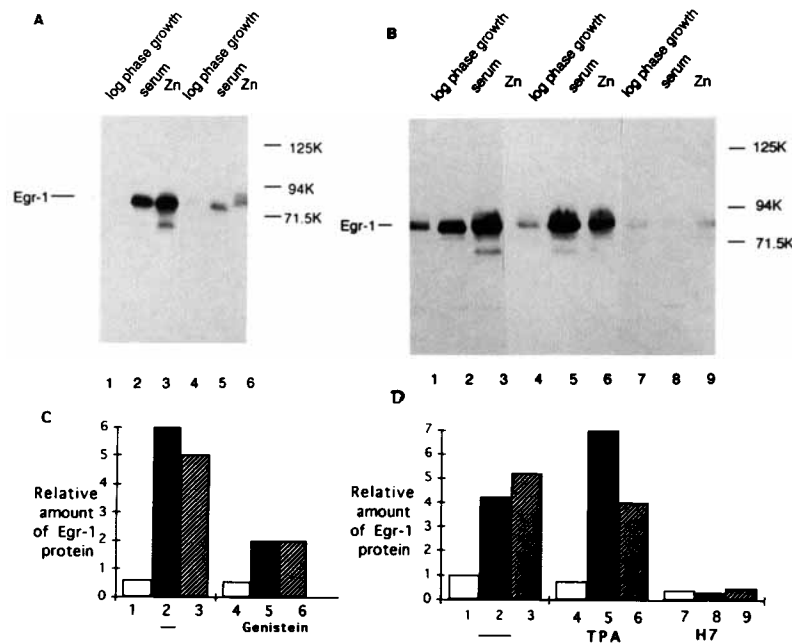 A
B
log phase growth
serum
Zn
log phase growth
serum
Zn
log phase growth
serum
Zn
log phase growth
serum
Zn
log phase growth
serum
Zn
125K
94K
71.5K
Egr-1
125K
94K
71.5K
Egr-1
1 2 3 4 5 6
1 2 3 4 5 6 7 8 9
C
D
6
5
4
2
1
0
Relative
amount
of Egr-1
protein
1 2 3 4 5 6
Genistein
7
6
5
4
3
2
1
0
Relative
amount
of Egr-1
protein
1 2 3 4 5 6 7 8 9
TPA H7